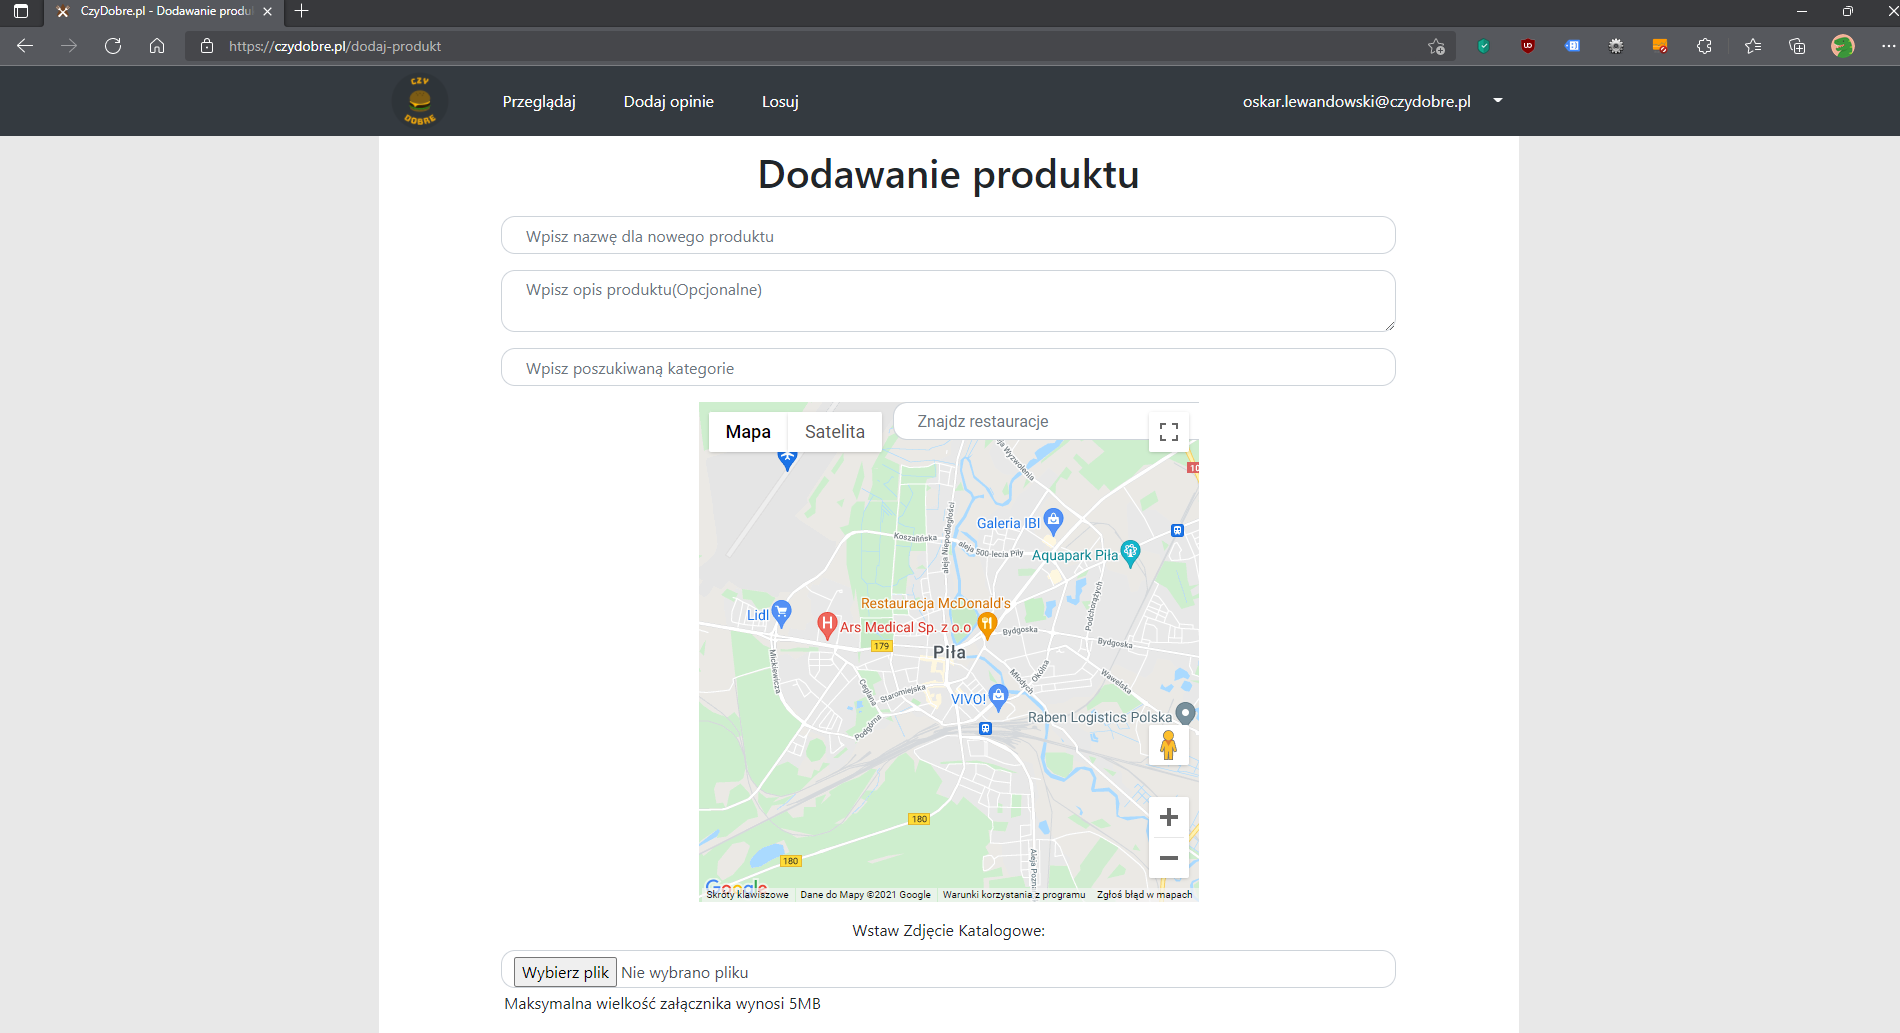 CzyDobre.pl - Dodawanie produ
https://czydobre.pl/dodaj-produkt
CZY
DOBRE
Przeglądaj
Dodaj opinie
Losuj
oskar.lewandowski@czydobre.pl
Dodawanie produktu
Wpisz nazwę dla nowego produktu
Wpisz opis produktu(Opcjonalne)
Wpisz poszukiwaną kategorie
Mapa
Satelita
Znajdz restauracje
aleja Wyzwolenia
10
Galeria IBI
aleja Niepodległości
Koszalińska
aleja 500-lecia Piły
Aquapark Piła
Podchorążych
Restauracja McDonald's
Lidl
Ars Medical Sp. z o.o
Bydgoska
Bydgoska
179
Piła
Mickiewicza
Okólna
Młodych
Wawelska
Ceglana
Staromiejska
VIVO!
Podgórna
Raben Logistics Polska
180
180
Aleja Pozna
Google
Skróty klawiszowe
Dane do Mapy ©2021 Google
Warunki korzystania z programu
Zgłoś błąd w mapach
Wstaw Zdjęcie Katalogowe:
Wybierz plik Nie wybrano pliku
Maksymalna wielkość załącznika wynosi 5MB